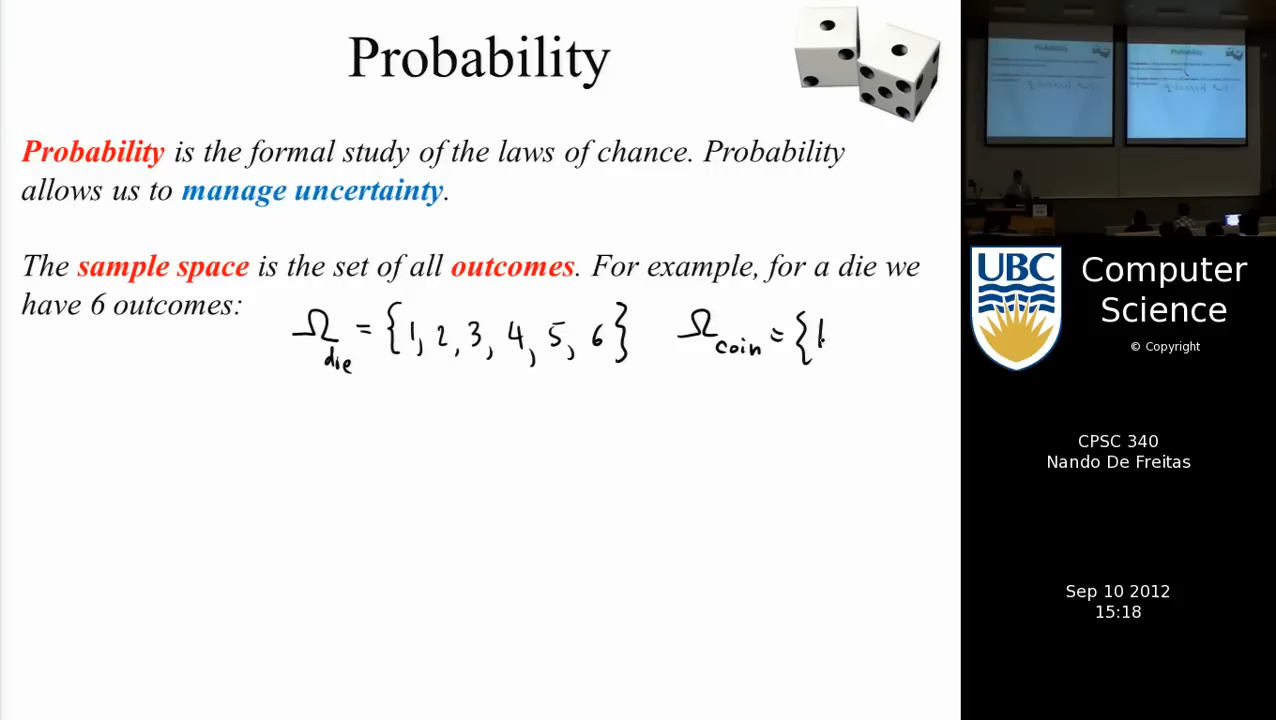 Probability
Probability is the formal study of the laws of chance. Probability
allows us to manage uncertainty.
The sample space is the set of all outcomes. For example, for a die we
have 6 outcomes:
Ω die = {1, 2, 3, 4, 5, 6} Ω coin = {
UBC
Computer
Science
© Copyright
CPSC 340
Nando De Freitas
Sep 10 2012
15:18